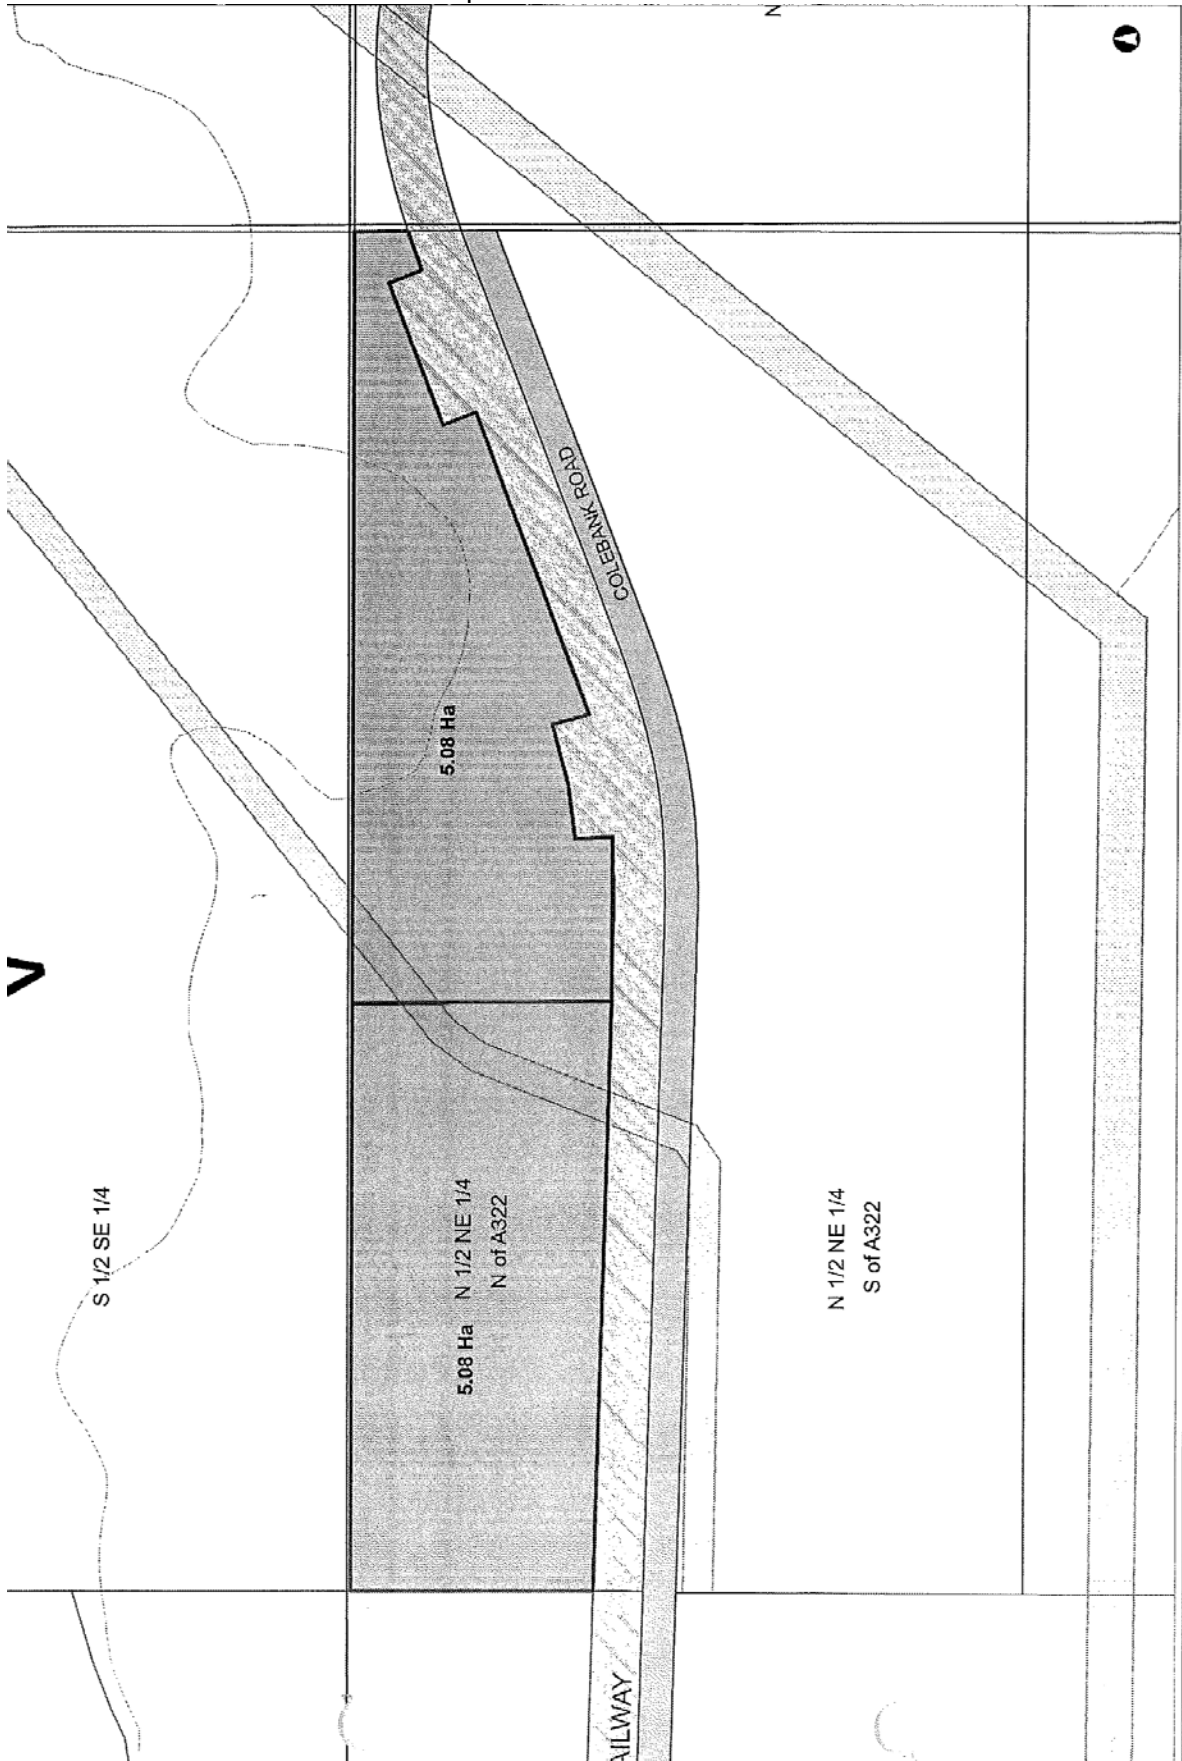 N
COLEBANK ROAD
5.08 Ha
V
S 1/2 SE 1/4
5.08 Ha N 1/2 NE 1/4
N of A322
N 1/2 NE 1/4
S of A322
AILWAY